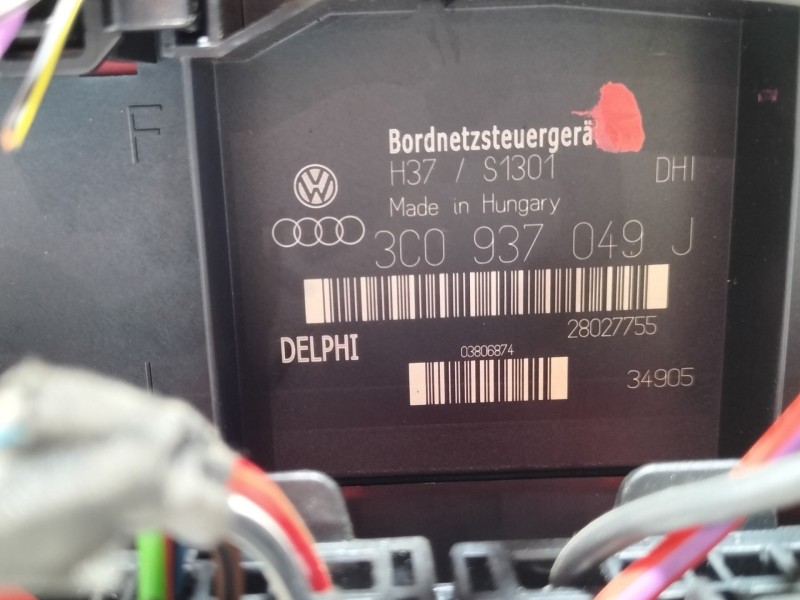 F
Bordnetzsteuergerä
H37 / S1301 DHI
Made in Hungary
3C0 937 049 J
28027755
DELPHI
03806874
34905